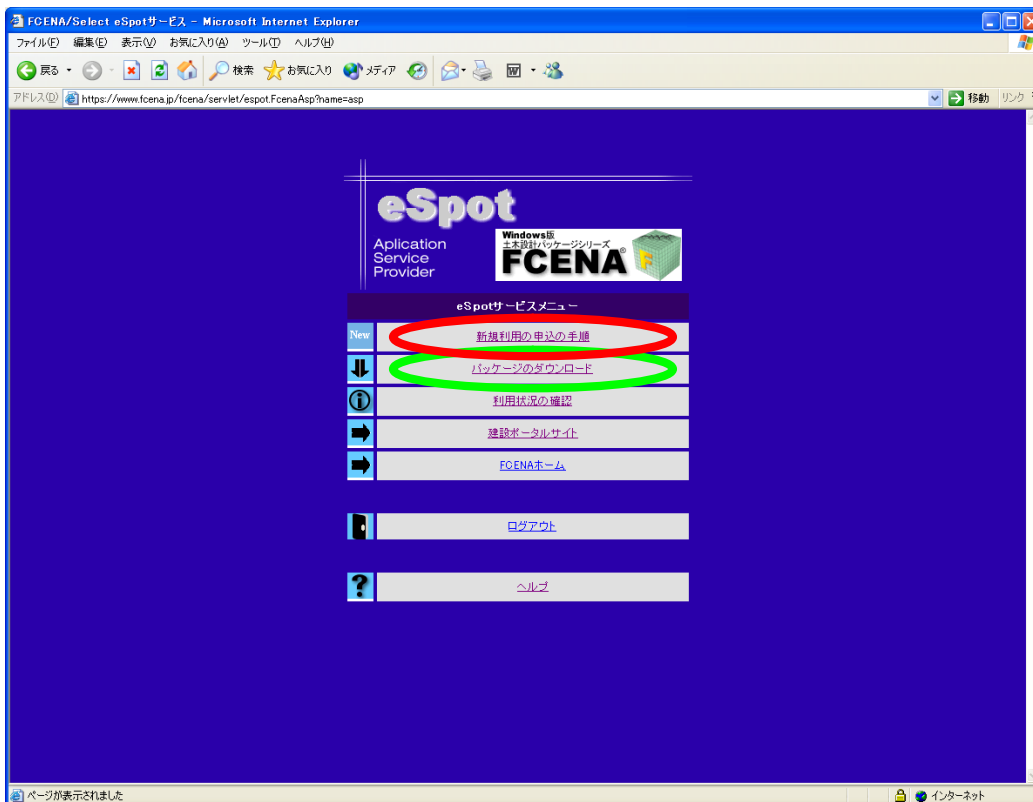 FCENA/Select eSpotサービス - Microsoft Internet Explorer
ファイル(F) 編集(E) 表示(V) お気に入り(A) ツール(T) ヘルプ(H)
戻る 検索 お気に入り メディア
アドレス(D) https://www.fcena.jp/fcena/servlet/espot.FcenaAsp?name=asp 移動 リンク
eSpot
Aplication
Service
Provider
Windows版
土木設計パッケージシリーズ
FCENA®
F
eSpotサービスメニュー
New 新規利用の申込の手順
パッケージのダウンロード
利用状況の確認
建設ポータルサイト
FCENAホーム
ログアウト
? ヘルプ
ページが表示されました インターネット